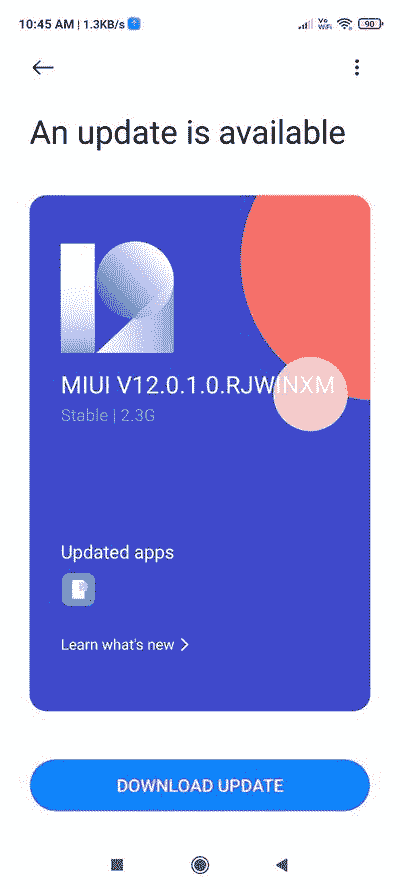 10:45 AM | 1.3KB/s
Vo
WiFi
90
An update is available
12
MIUI V12.0.1.0.RJWINXM
Stable | 2.3G
Updated apps
Learn what's new
DOWNLOAD UPDATE